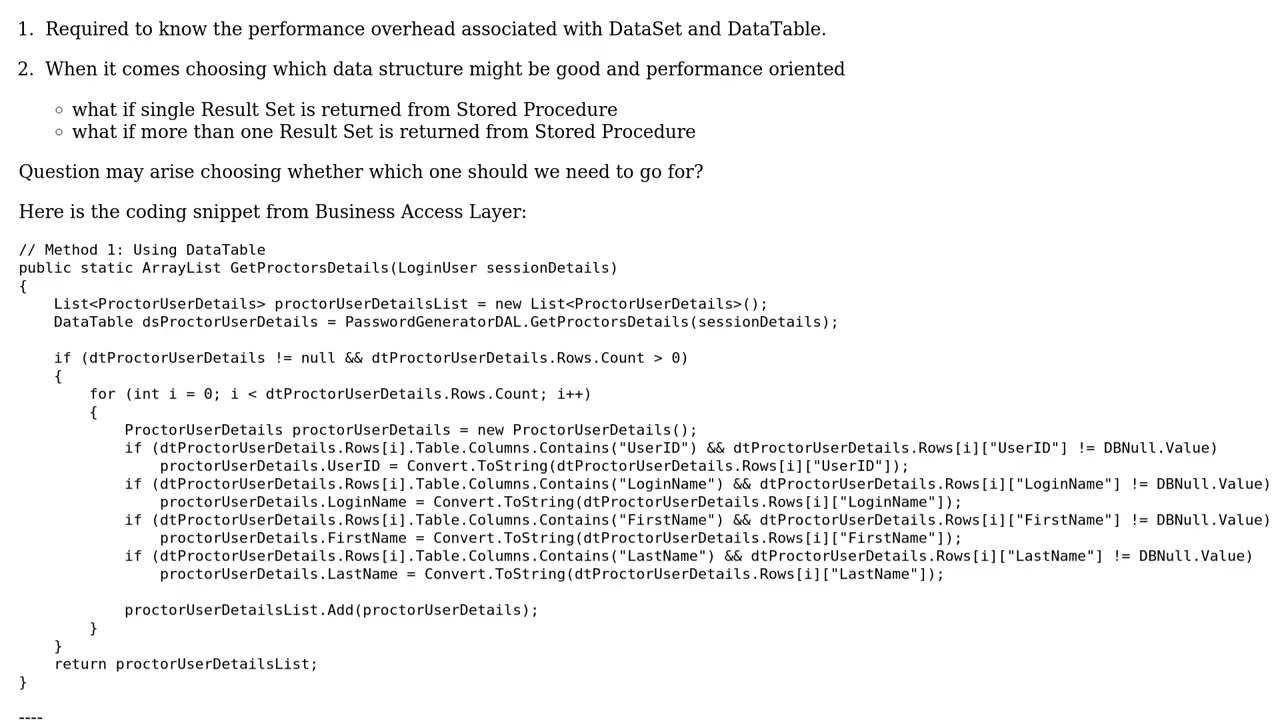 1. Required to know the performance overhead associated with DataSet and DataTable.
2. When it comes choosing which data structure might be good and performance oriented
○ what if single Result Set is returned from Stored Procedure
○ what if more than one Result Set is returned from Stored Procedure
Question may arise choosing whether which one should we need to go for?
Here is the coding snippet from Business Access Layer:
// Method 1: Using DataTable
public static ArrayList GetProctorsDetails(LoginUser sessionDetails)
{
    List<ProctorUserDetails> proctorUserDetailsList = new List<ProctorUserDetails>();
    DataTable dsProctorUserDetails = PasswordGeneratorDAL.GetProctorsDetails(sessionDetails);

    if (dtProctorUserDetails != null && dtProctorUserDetails.Rows.Count > 0)
    {
        for (int i = 0; i < dtProctorUserDetails.Rows.Count; i++)
        {
            ProctorUserDetails proctorUserDetails = new ProctorUserDetails();
            if (dtProctorUserDetails.Rows[i].Table.Columns.Contains("UserID") && dtProctorUserDetails.Rows[i]["UserID"] != DBNull.Value)
                proctorUserDetails.UserID = Convert.ToString(dtProctorUserDetails.Rows[i]["UserID"]);
            if (dtProctorUserDetails.Rows[i].Table.Columns.Contains("LoginName") && dtProctorUserDetails.Rows[i]["LoginName"] != DBNull.Value)
                proctorUserDetails.LoginName = Convert.ToString(dtProctorUserDetails.Rows[i]["LoginName"]);
            if (dtProctorUserDetails.Rows[i].Table.Columns.Contains("FirstName") && dtProctorUserDetails.Rows[i]["FirstName"] != DBNull.Value)
                proctorUserDetails.FirstName = Convert.ToString(dtProctorUserDetails.Rows[i]["FirstName"]);
            if (dtProctorUserDetails.Rows[i].Table.Columns.Contains("LastName") && dtProctorUserDetails.Rows[i]["LastName"] != DBNull.Value)
                proctorUserDetails.LastName = Convert.ToString(dtProctorUserDetails.Rows[i]["LastName"]);

            proctorUserDetailsList.Add(proctorUserDetails);
        }
    }
    return proctorUserDetailsList;
}
----